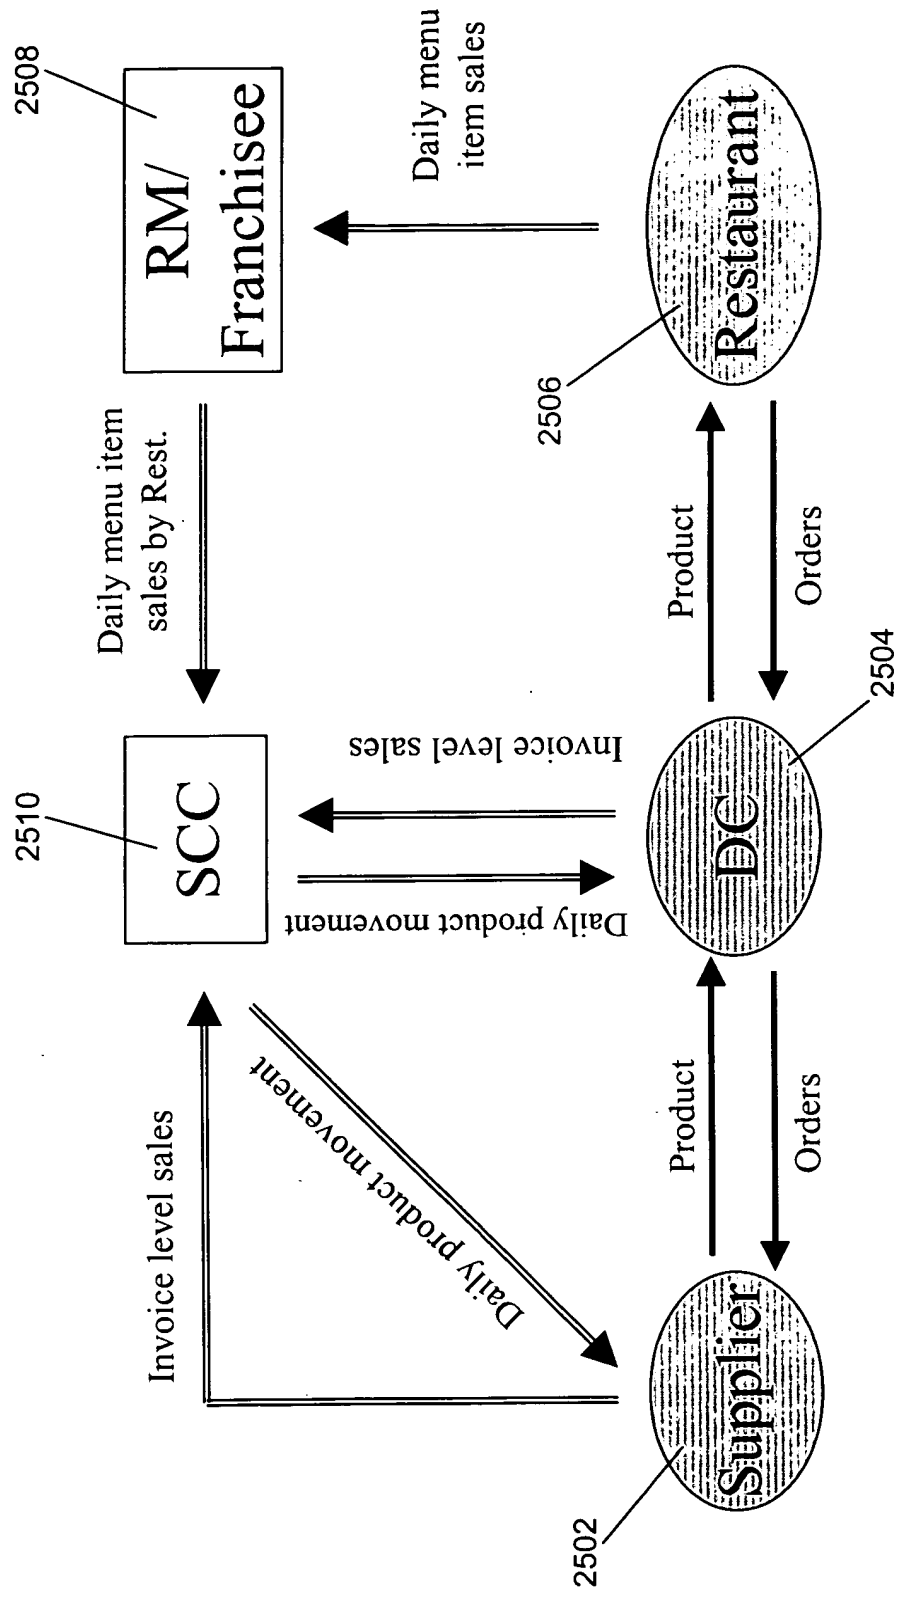 2510
SCC
2508
RM/
Franchisee
Daily menu item
sales by Rest.
Invoice level sales
Daily product movement
Daily product movement
Invoice level sales
Daily menu
item sales
2502
Supplier
Product
Orders
DC
2504
Product
Orders
2506
Restaurant